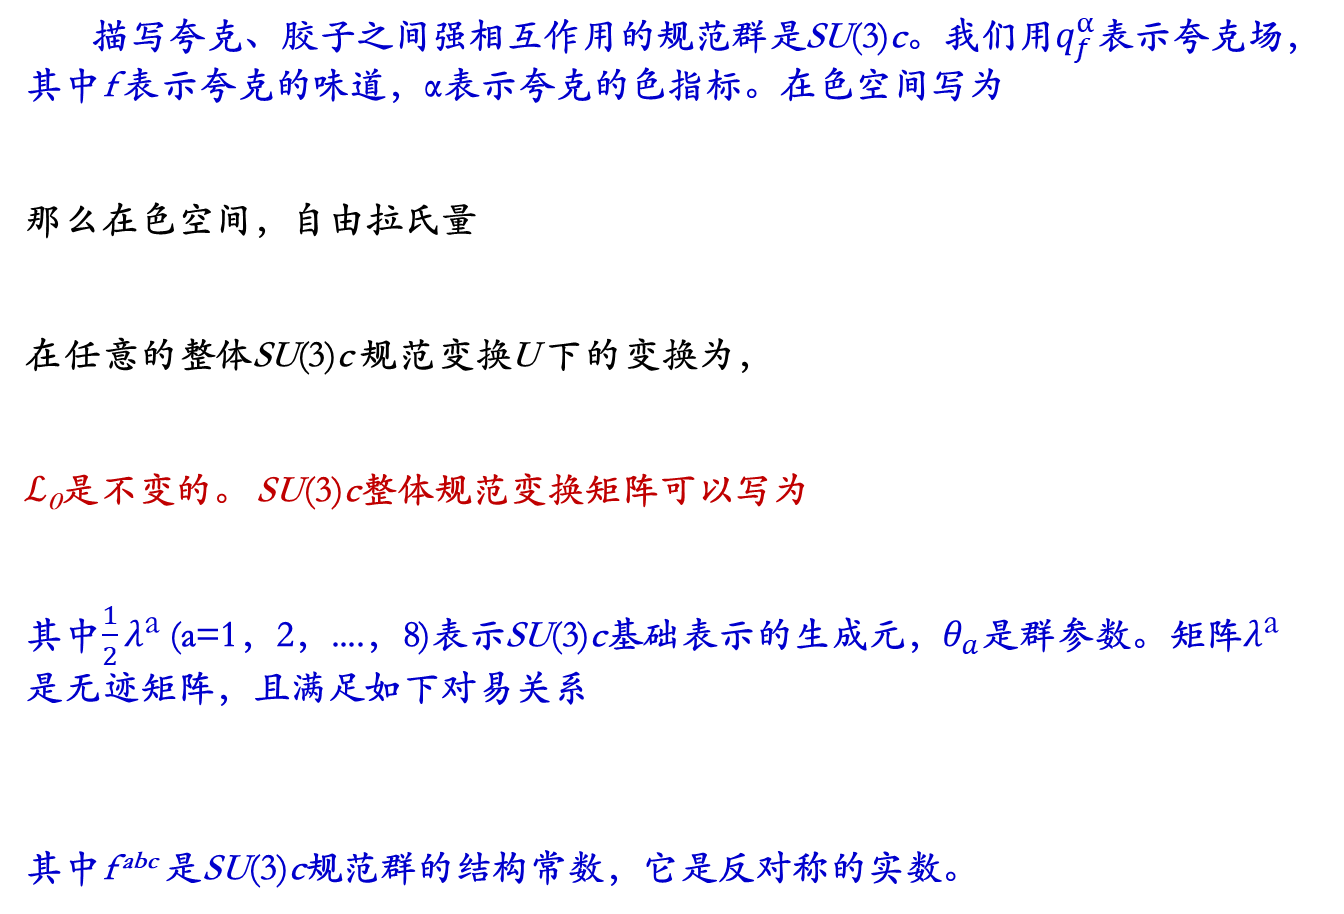 描写夸克、胶子之间强相互作用的规范群是SU(3)c。我们用q_f^α表示夸克场，
其中f表示夸克的味道，α表示夸克的色指标。在色空间写为
那么在色空间，自由拉氏量
在任意的整体SU(3)c规范变换U下的变换为，
ℒ₀是不变的。SU(3)c整体规范变换矩阵可以写为
其中1/2 λ^a (a=1，2，....，8)表示SU(3)c基础表示的生成元，θ_a是群参数。矩阵λ^a
是无迹矩阵，且满足如下对易关系
其中f^abc是SU(3)c规范群的结构常数，它是反对称的实数。